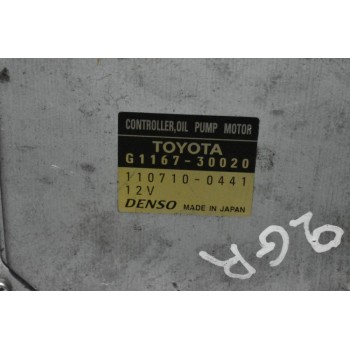 CONTROLLER,OIL PUMP MOTOR
TOYOTA
G1167-30020
110710-0441
12V
DENSO MADE IN JAPAN
2GR